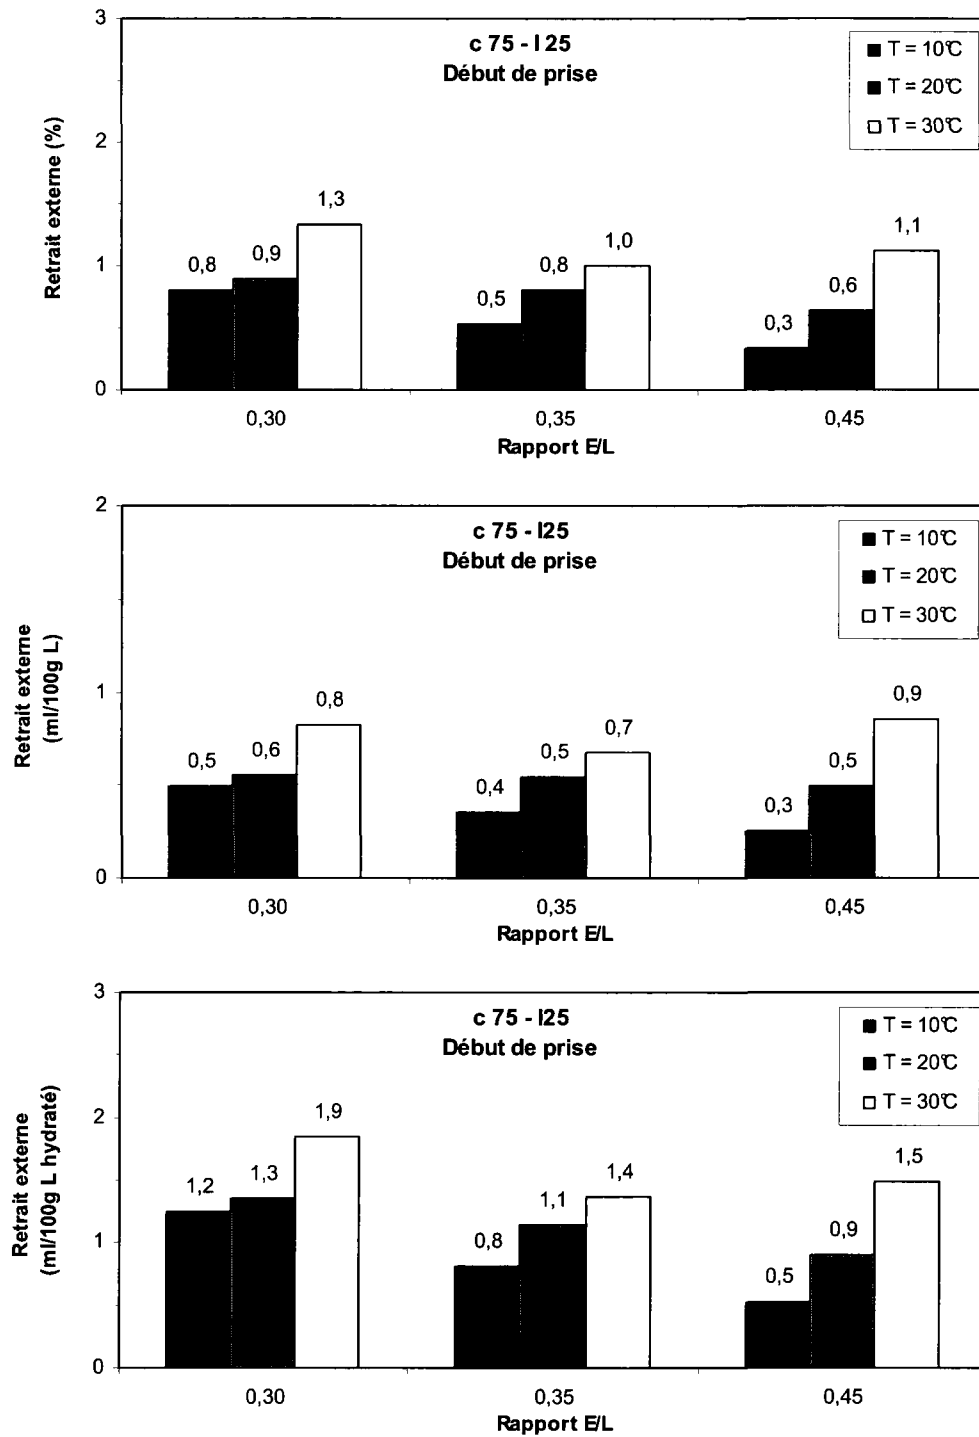 3
c 75 - l 25
Début de prise
T = 10°C
T = 20°C
T = 30°C
2
Retrait externe (%)
1,3
1,0
1,1
0,8
0,9
0,5
0,8
0,3
0,6
1
0
0,30
0,35
0,45
Rapport E/L
2
c 75 - l25
Début de prise
T = 10°C
T = 20°C
T = 30°C
Retrait externe
(ml/100g L)
1
0,5
0,6
0,8
0,4
0,5
0,7
0,3
0,5
0,9
0
0,30
0,35
0,45
Rapport E/L
3
c 75 - l25
Début de prise
T = 10°C
T = 20°C
T = 30°C
2
Retrait externe
(ml/100g L hydraté)
1,2
1,3
1,9
0,8
1,1
1,4
0,5
0,9
1,5
1
0
0,30
0,35
0,45
Rapport E/L